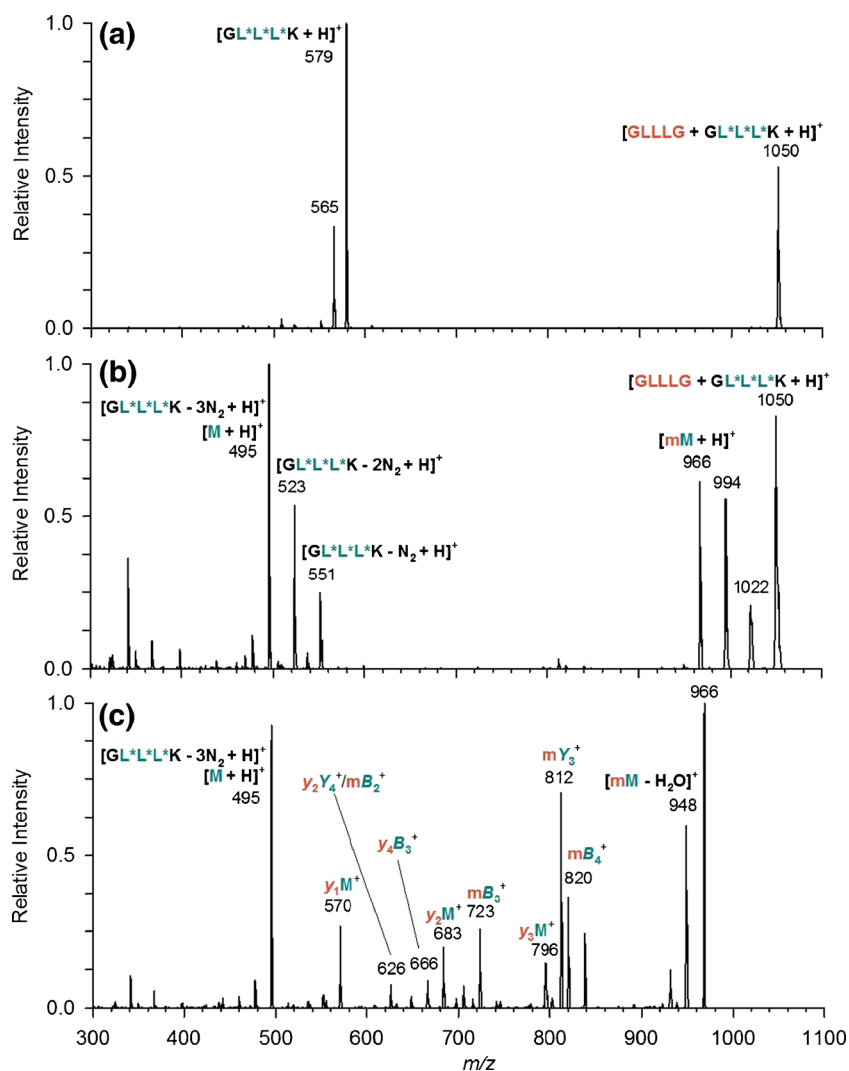 (a)
[GL*L*L*K + H]⁺
579
565
[GLLLG + GL*L*L*K + H]⁺
1050
Relative Intensity
1.0
0.5
0.0
(b)
[GL*L*L*K - 3N₂ + H]⁺
[M + H]⁺
495
[GL*L*L*K - 2N₂ + H]⁺
523
[GL*L*L*K - N₂ + H]⁺
551
[GLLLG + GL*L*L*K + H]⁺
1050
[mM + H]⁺
966
994
1022
Relative Intensity
1.0
0.5
0.0
(c)
[GL*L*L*K - 3N₂ + H]⁺
[M + H]⁺
495
y₂Y₄⁺/mB₂⁺
y₄B₃⁺
y₁M⁺
570
626
666
y₂M⁺
683
mB₃⁺
723
y₃M⁺
796
mY₃⁺
812
mB₄⁺
820
[mM - H₂O]⁺
948
966
Relative Intensity
1.0
0.5
0.0
300 400 500 600 700 800 900 1000 1100
m/z